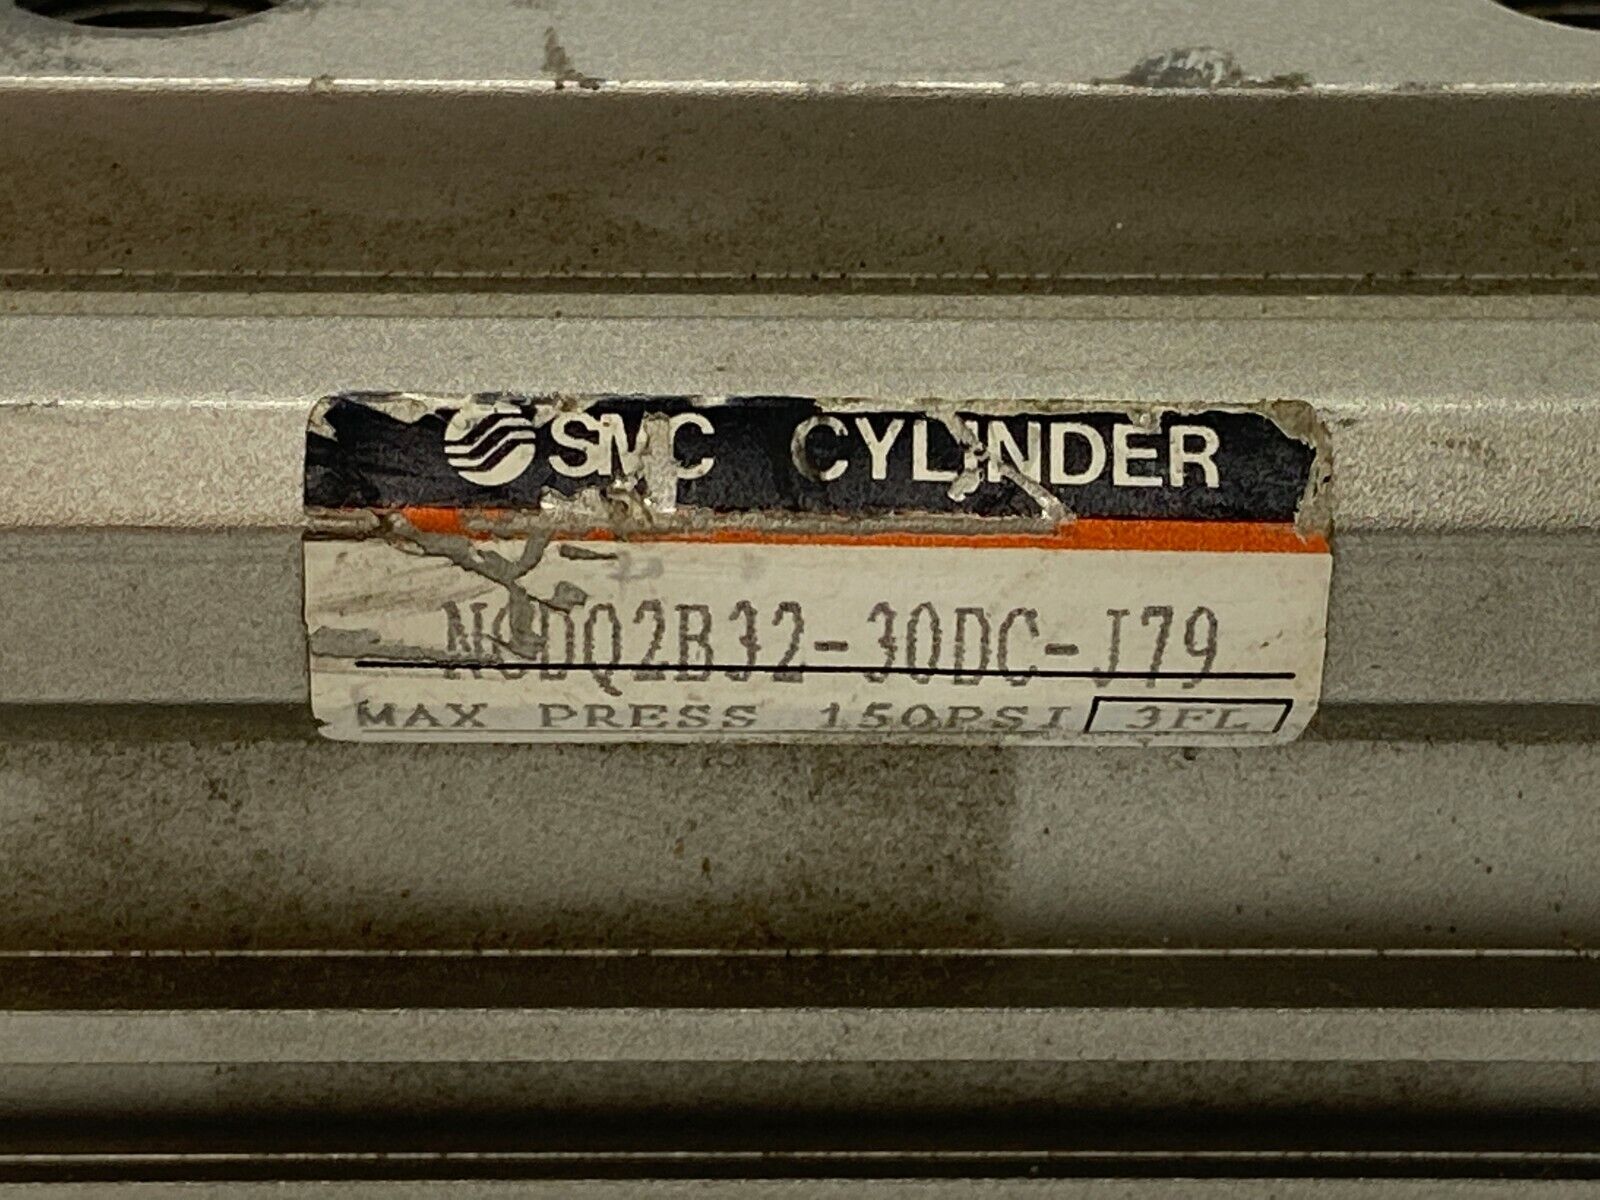 SMC CYLINDER
NCDQ2B32-30DC-J79
MAX PRESS 150PSI 3FL